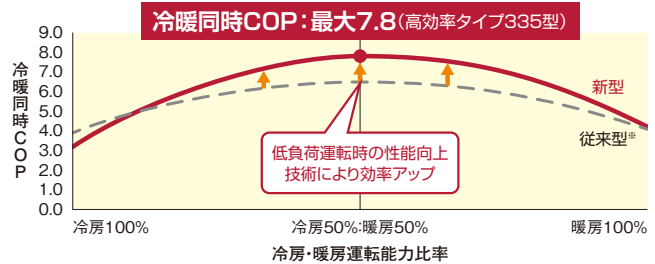 冷暖同時COP：最大7.8（高効率タイプ335型）
冷暖同時COP
9.0
8.0
7.0
6.0
5.0
4.0
3.0
2.0
1.0
0.0
新型
従来型※
低負荷運転時の性能向上
技術により効率アップ
冷房100%
冷房50%:暖房50%
暖房100%
冷房・暖房運転能力比率